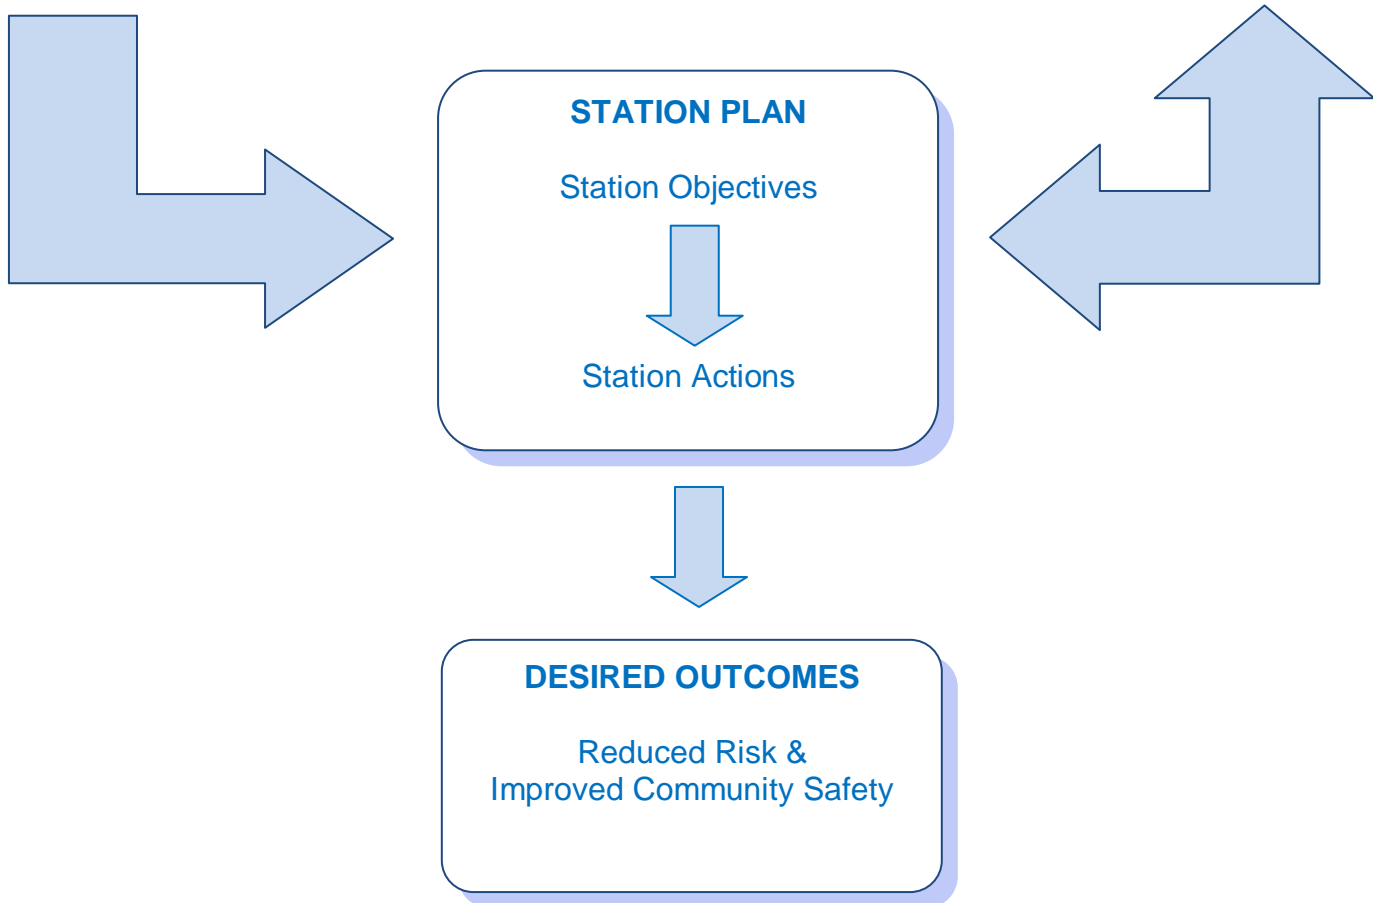 STATION PLAN
Station Objectives
Station Actions
DESIRED OUTCOMES
Reduced Risk &
Improved Community Safety